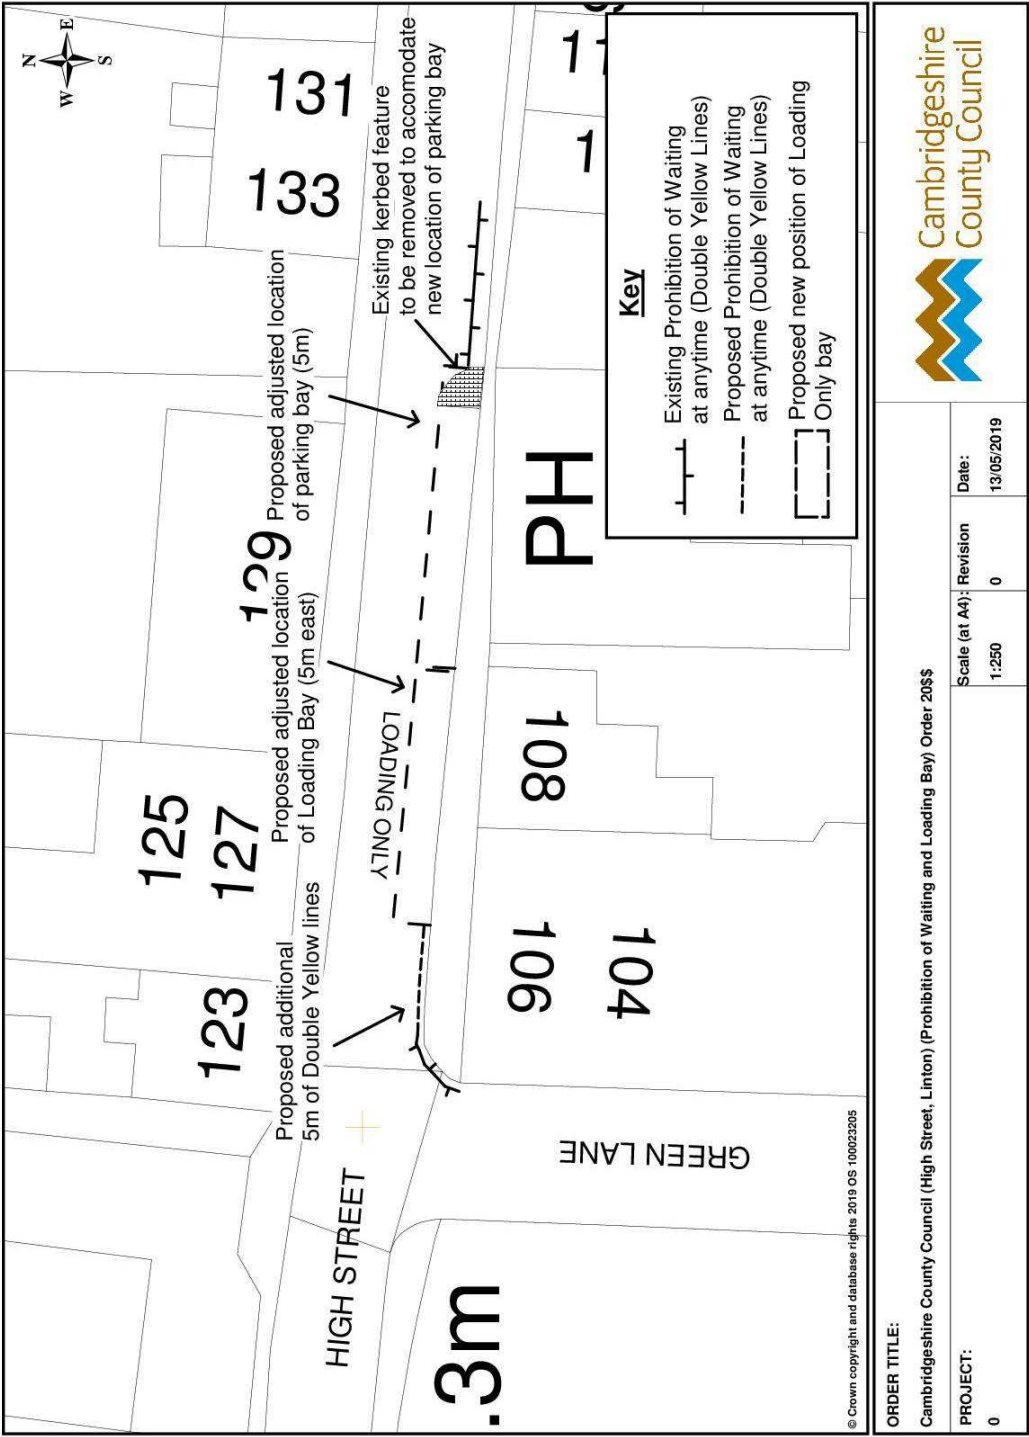 N
E
S
W
131
133
129
125
127
123
Existing kerbed feature
to be removed to accomodate
new location of parking bay
Proposed adjusted location
of parking bay (5m)
Proposed adjusted location
of Loading Bay (5m east)
Proposed additional
5m of Double Yellow lines
LOADING ONLY
HIGH STREET
GREEN LANE
PH
108
106
104
11
1
.3m
Key
Existing Prohibition of Waiting
at anytime (Double Yellow Lines)
Proposed Prohibition of Waiting
at anytime (Double Yellow Lines)
Proposed new position of Loading
Only bay
© Crown copyright and database rights 2019 OS 100023205
ORDER TITLE:
Cambridgeshire County Council (High Street, Linton) (Prohibition of Waiting and Loading Bay) Order 20$$
PROJECT:
0
Scale (at A4):
1:250
Revision
0
Date:
13/05/2019
Cambridgeshire
County Council